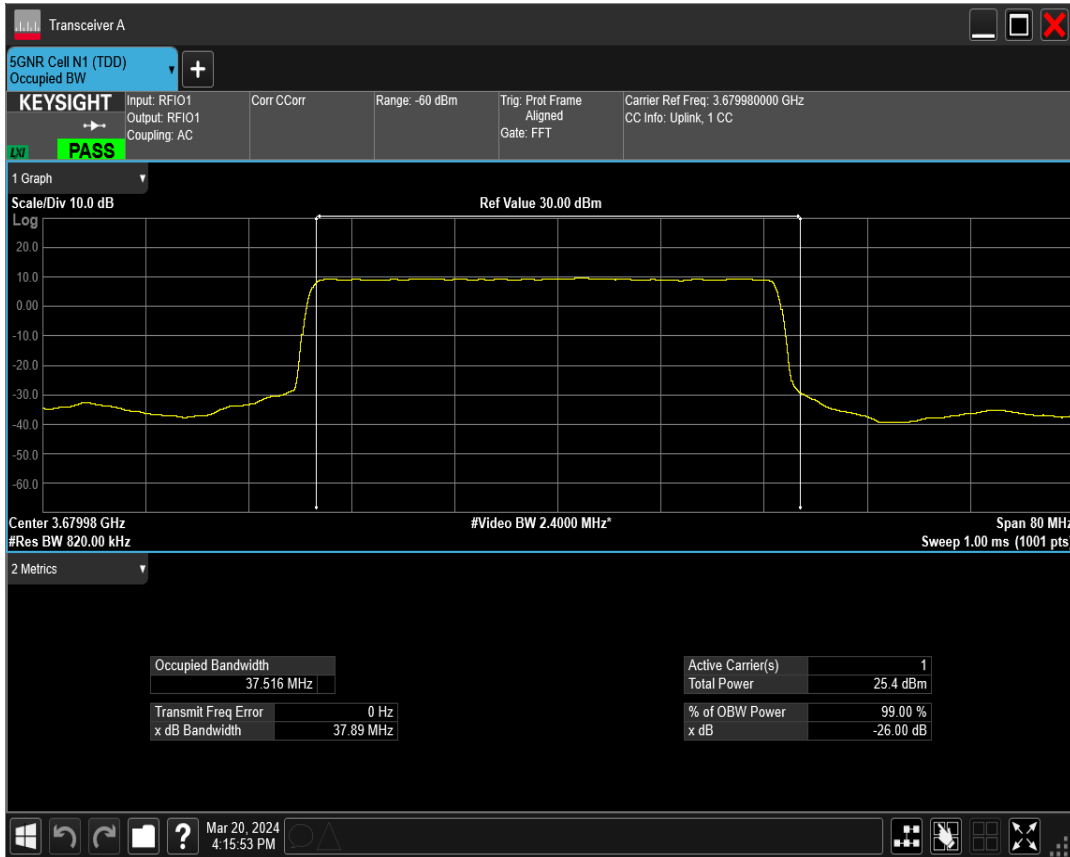 Transceiver A
5GNR Cell N1 (TDD)
Occupied BW
+
KEYSIGHT
LXI
PASS
Input: RFIO1
Output: RFIO1
Coupling: AC
Corr CCorr
Range: -60 dBm
Trig: Prot Frame
Aligned
Gate: FFT
Carrier Ref Freq: 3.679980000 GHz
CC Info: Uplink, 1 CC
1 Graph
Scale/Div 10.0 dB
Ref Value 30.00 dBm
Log
20.0
10.0
0.00
-10.0
-20.0
-30.0
-40.0
-50.0
-60.0
Center 3.67998 GHz
#Video BW 2.4000 MHz*
Span 80 MHz
#Res BW 820.00 kHz
Sweep 1.00 ms (1001 pts)
2 Metrics
Occupied Bandwidth
37.516 MHz
Transmit Freq Error 0 Hz
x dB Bandwidth 37.89 MHz
Active Carrier(s) 1
Total Power 25.4 dBm
% of OBW Power 99.00 %
x dB -26.00 dB
?
Mar 20, 2024
4:15:53 PM